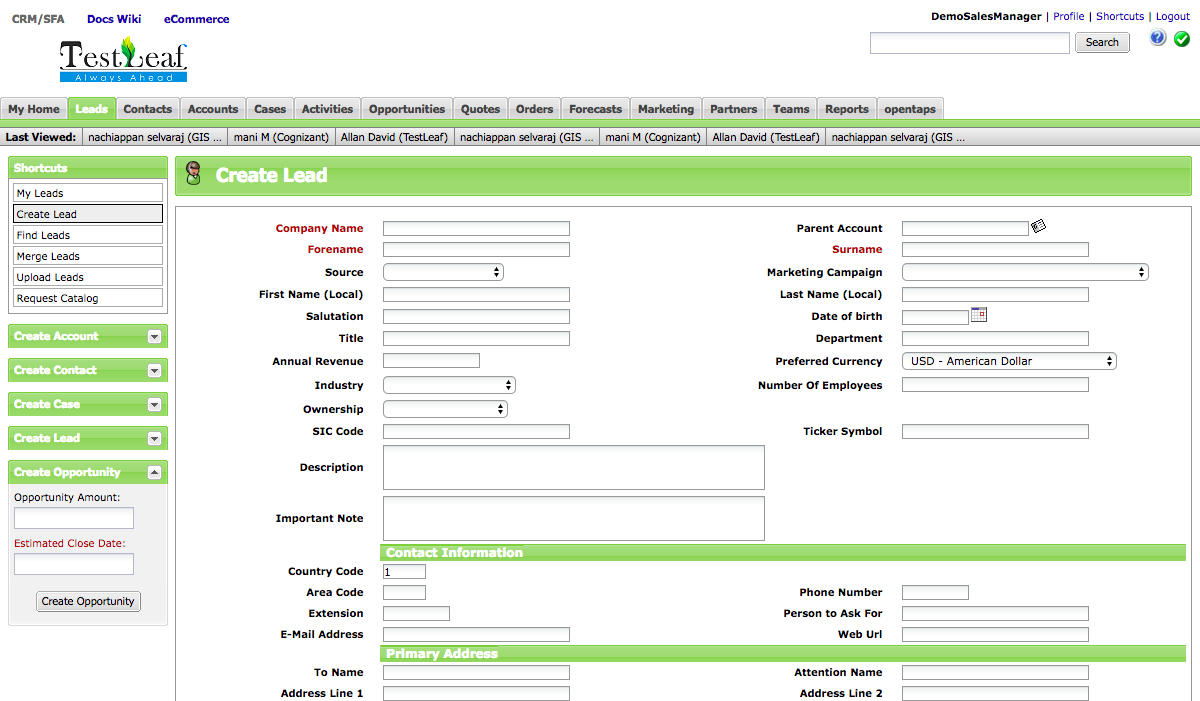 CRM/SFA Docs Wiki eCommerce
DemoSalesManager | Profile | Shortcuts | Logout
TestLeaf
Always Ahead
Search
?
My Home Leads Contacts Accounts Cases Activities Opportunities Quotes Orders Forecasts Marketing Partners Teams Reports opentaps
Last Viewed: nachiappan selvaraj (GIS ... mani M (Cognizant) Allan David (TestLeaf) nachiappan selvaraj (GIS ... mani M (Cognizant) Allan David (TestLeaf) nachiappan selvaraj (GIS ...
Shortcuts
My Leads
Create Lead
Find Leads
Merge Leads
Upload Leads
Request Catalog
Create Account
Create Contact
Create Case
Create Lead
Create Opportunity
Opportunity Amount:
Estimated Close Date:
Create Opportunity
Create Lead
Company Name Parent Account
Forename Surname
Source Marketing Campaign
First Name (Local) Last Name (Local)
Salutation Date of birth
Title Department
Annual Revenue Preferred Currency USD - American Dollar
Industry Number Of Employees
Ownership
SIC Code Ticker Symbol
Description
Important Note
Contact Information
Country Code 1
Area Code Phone Number
Extension Person to Ask For
E-Mail Address Web Url
Primary Address
To Name Attention Name
Address Line 1 Address Line 2